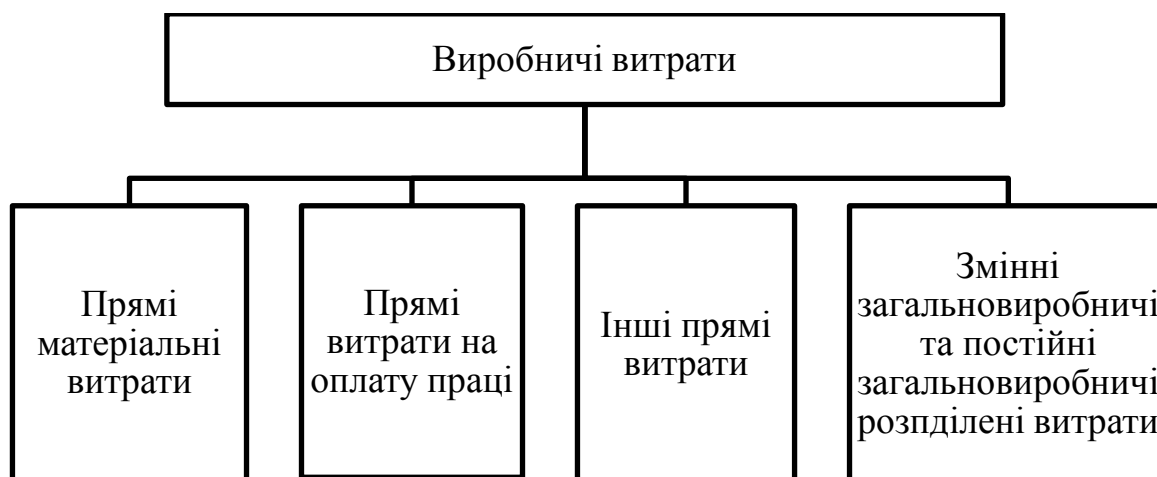 Виробничі витрати
Прямі
матеріальні
витрати
Прямі
витрати на
оплату праці
Інші прямі
витрати
Змінні
загальновиробничі
та постійні
загальновиробничі
розпділені витрати